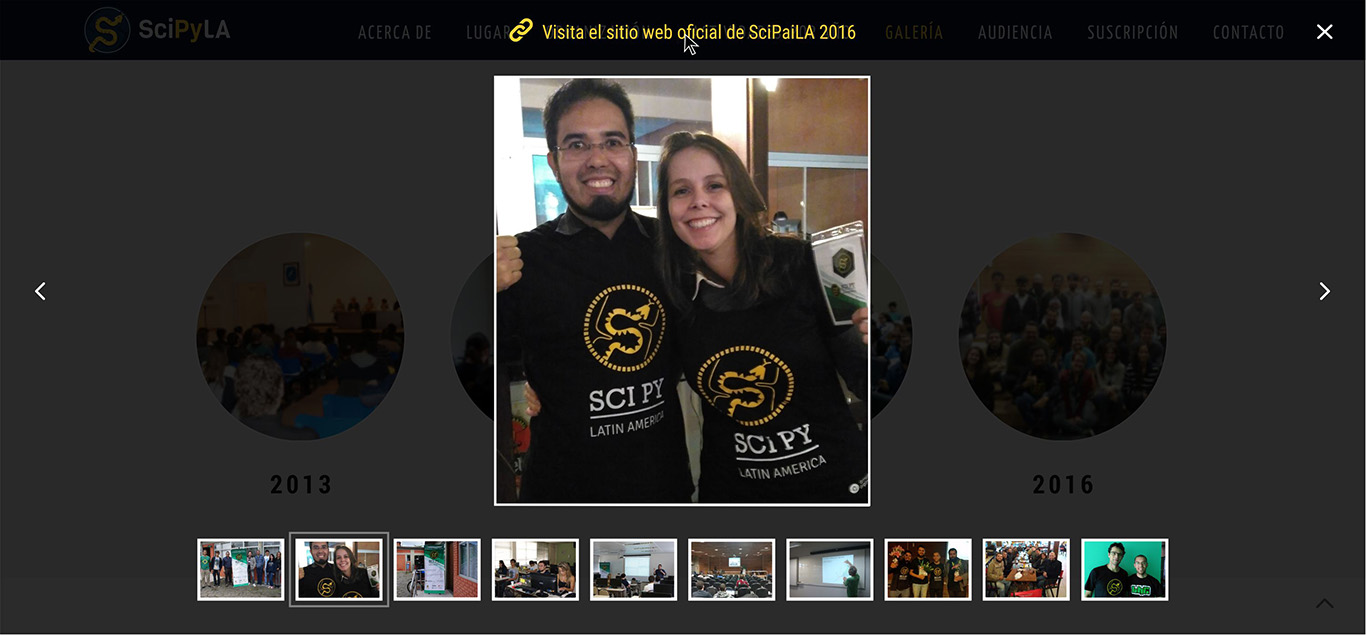 SciPyLA
ACERCA DE
LUGAR
Visita el sitio web oficial de SciPaiLA 2016
GALERÍA
AUDIENCIA
SUSCRIPCIÓN
CONTACTO
SCI PY
LATIN AMERICA
SCI PY
LATIN AMERICA
2013
2016